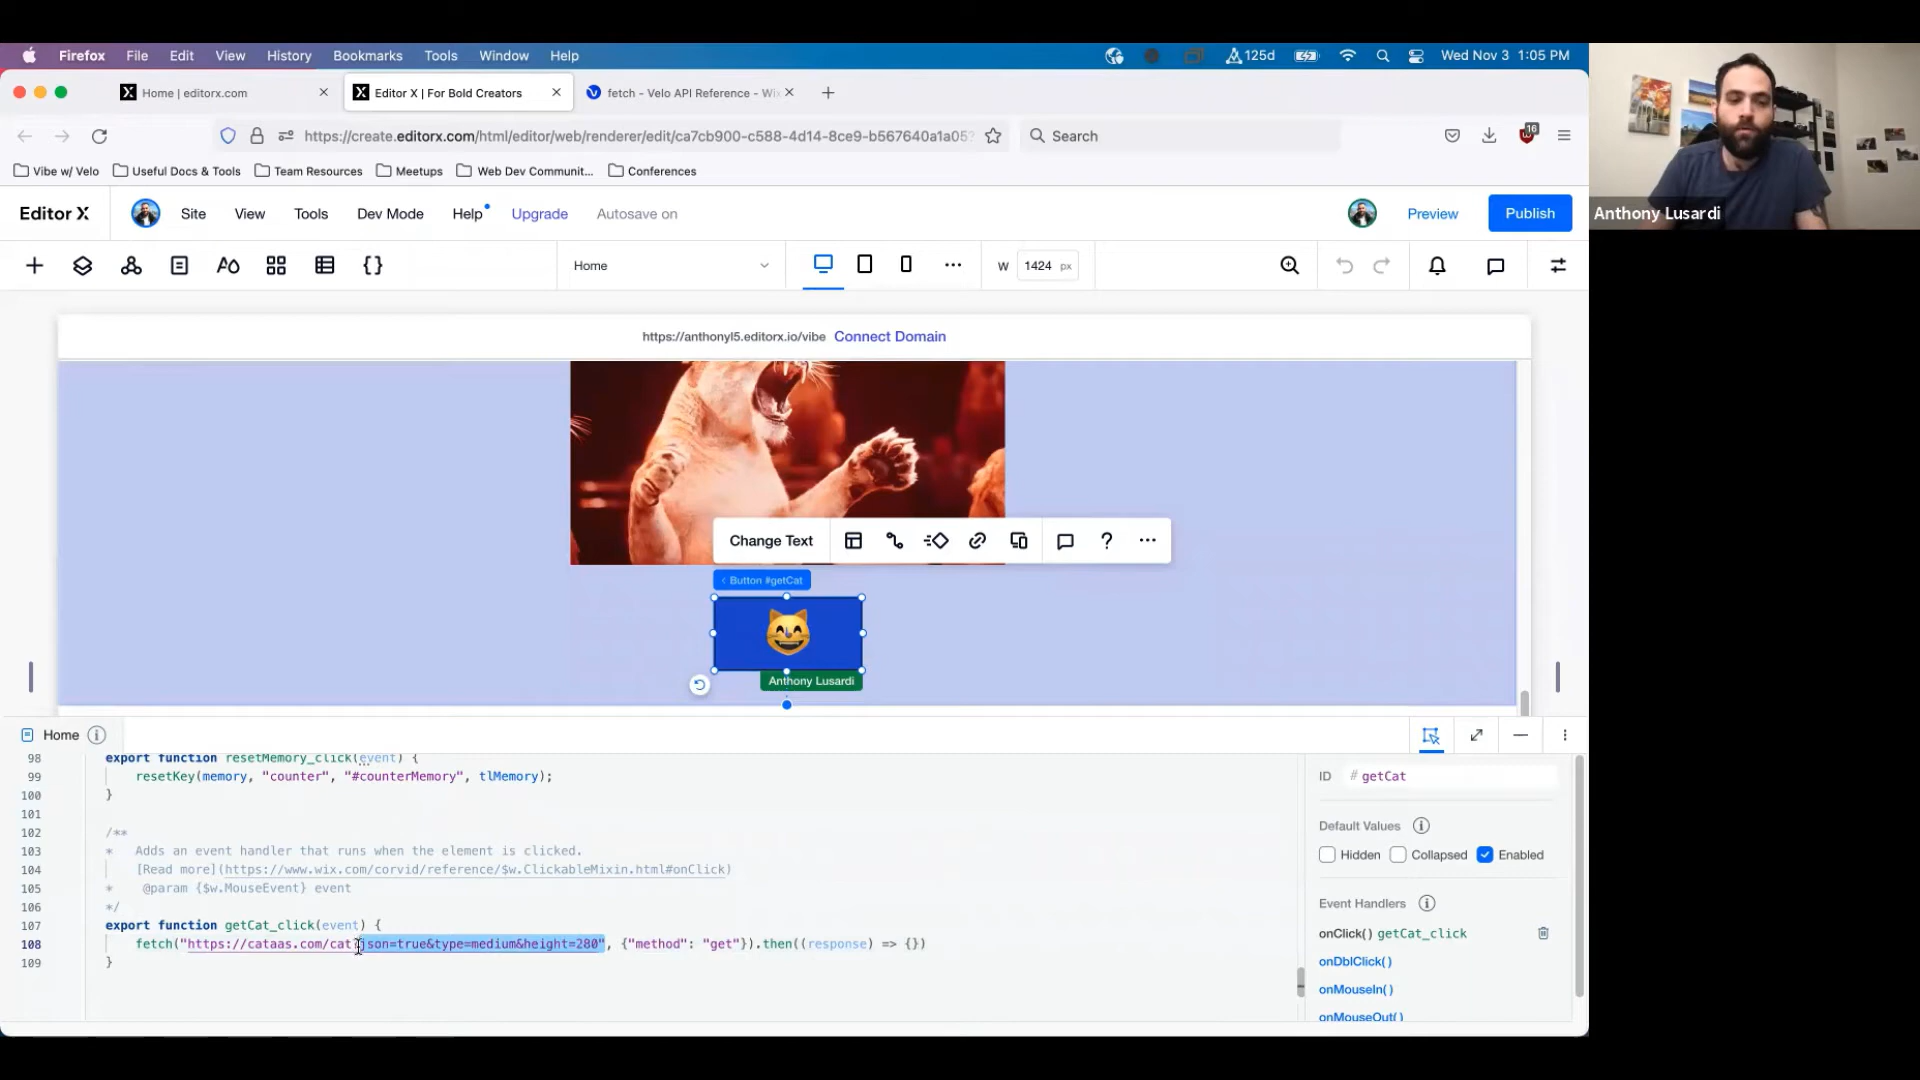 Firefox File Edit View History Bookmarks Tools Window Help 125d Wed Nov 3 1:05 PM
Home | editorx.com Editor X | For Bold Creators fetch - Velo API Reference - Wi
https://create.editorx.com/html/editor/web/renderer/edit/ca7cb900-c588-4d14-8ce9-b567640a1a05? Search 16
Vibe w/ Velo Useful Docs & Tools Team Resources Meetups Web Dev Communit... Conferences
Editor X Site View Tools Dev Mode Help Upgrade Autosave on Preview Publish
Anthony Lusardi
Home W 1424 px
https://anthonyl5.editorx.io/vibe Connect Domain
Change Text
Button #getCat
Anthony Lusardi
Home
98 export function resetMemory_click(event) {
99 resetKey(memory, "counter", "#counterMemory", tlMemory);
100 }
101
102 /**
103 * Adds an event handler that runs when the element is clicked.
104 [Read more](https://www.wix.com/corvid/reference/$w.ClickableMixin.html#onClick)
105 * @param {$w.MouseEvent} event
106 */
107 export function getCat_click(event) {
108 fetch("https://cataas.com/cat?json=true&type=medium&height=280", {"method": "get"}).then((response) => {})
109 }
ID # getCat
Default Values
Hidden Collapsed Enabled
Event Handlers
onClick() getCat_click
onDblClick()
onMouseIn()
onMouseOut()